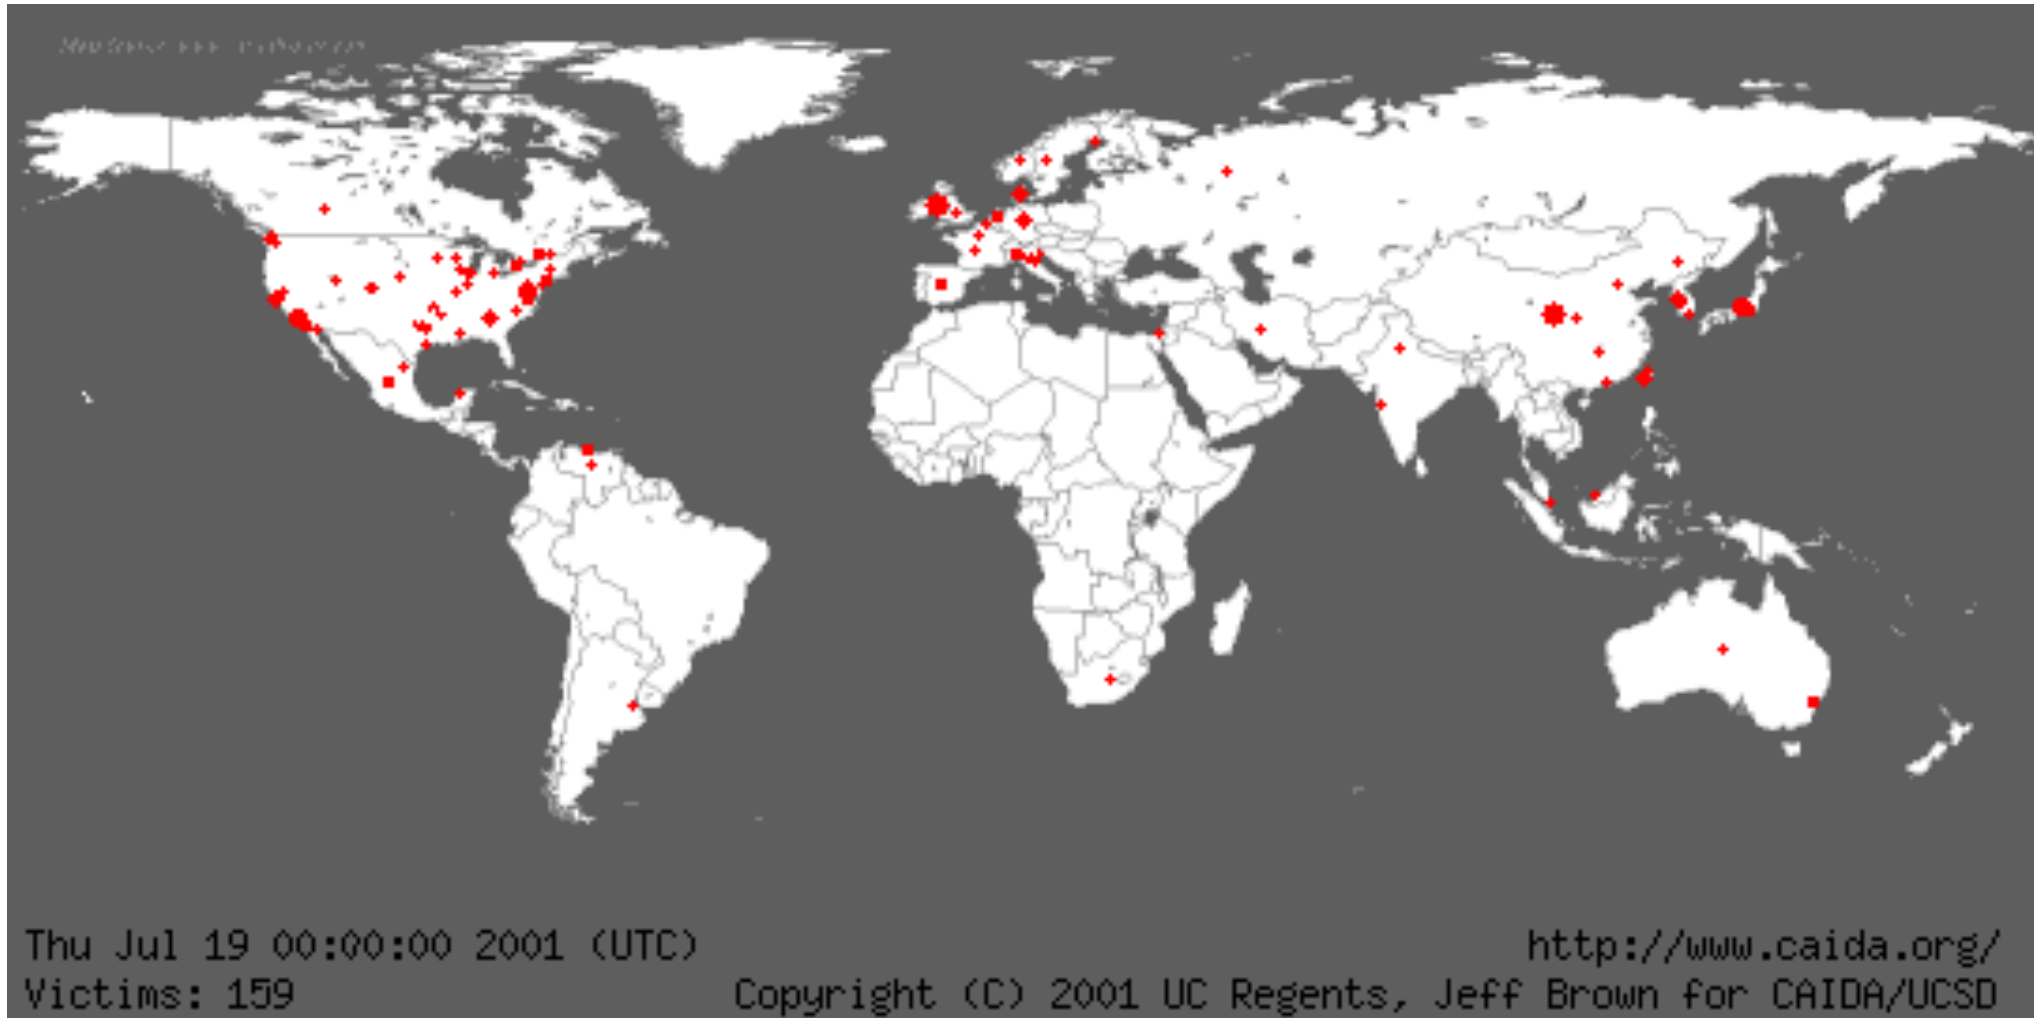 Thu Jul 19 00:00:00 2001 (UTC)
http://www.caida.org/
Victims: 159
Copyright (C) 2001 UC Regents, Jeff Brown for CAIDA/UCSD